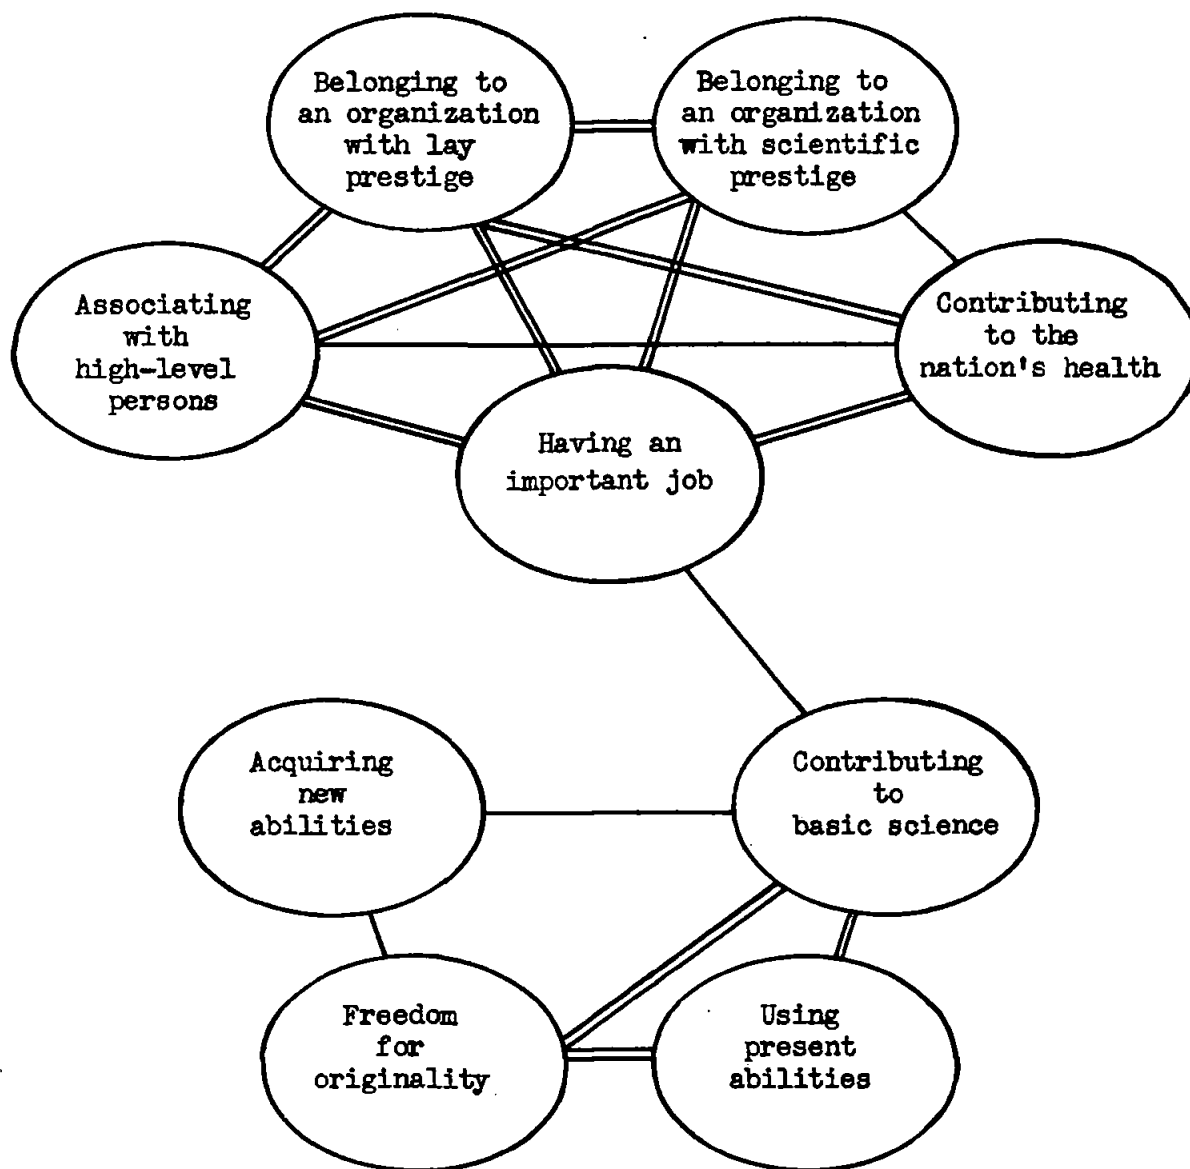 Belonging to
an organization
with lay
prestige
Belonging to
an organization
with scientific
prestige
Associating
with
high-level
persons
Contributing
to the
nation's health
Having an
important job
Acquiring
new
abilities
Contributing
to
basic science
Freedom
for
originality
Using
present
abilities